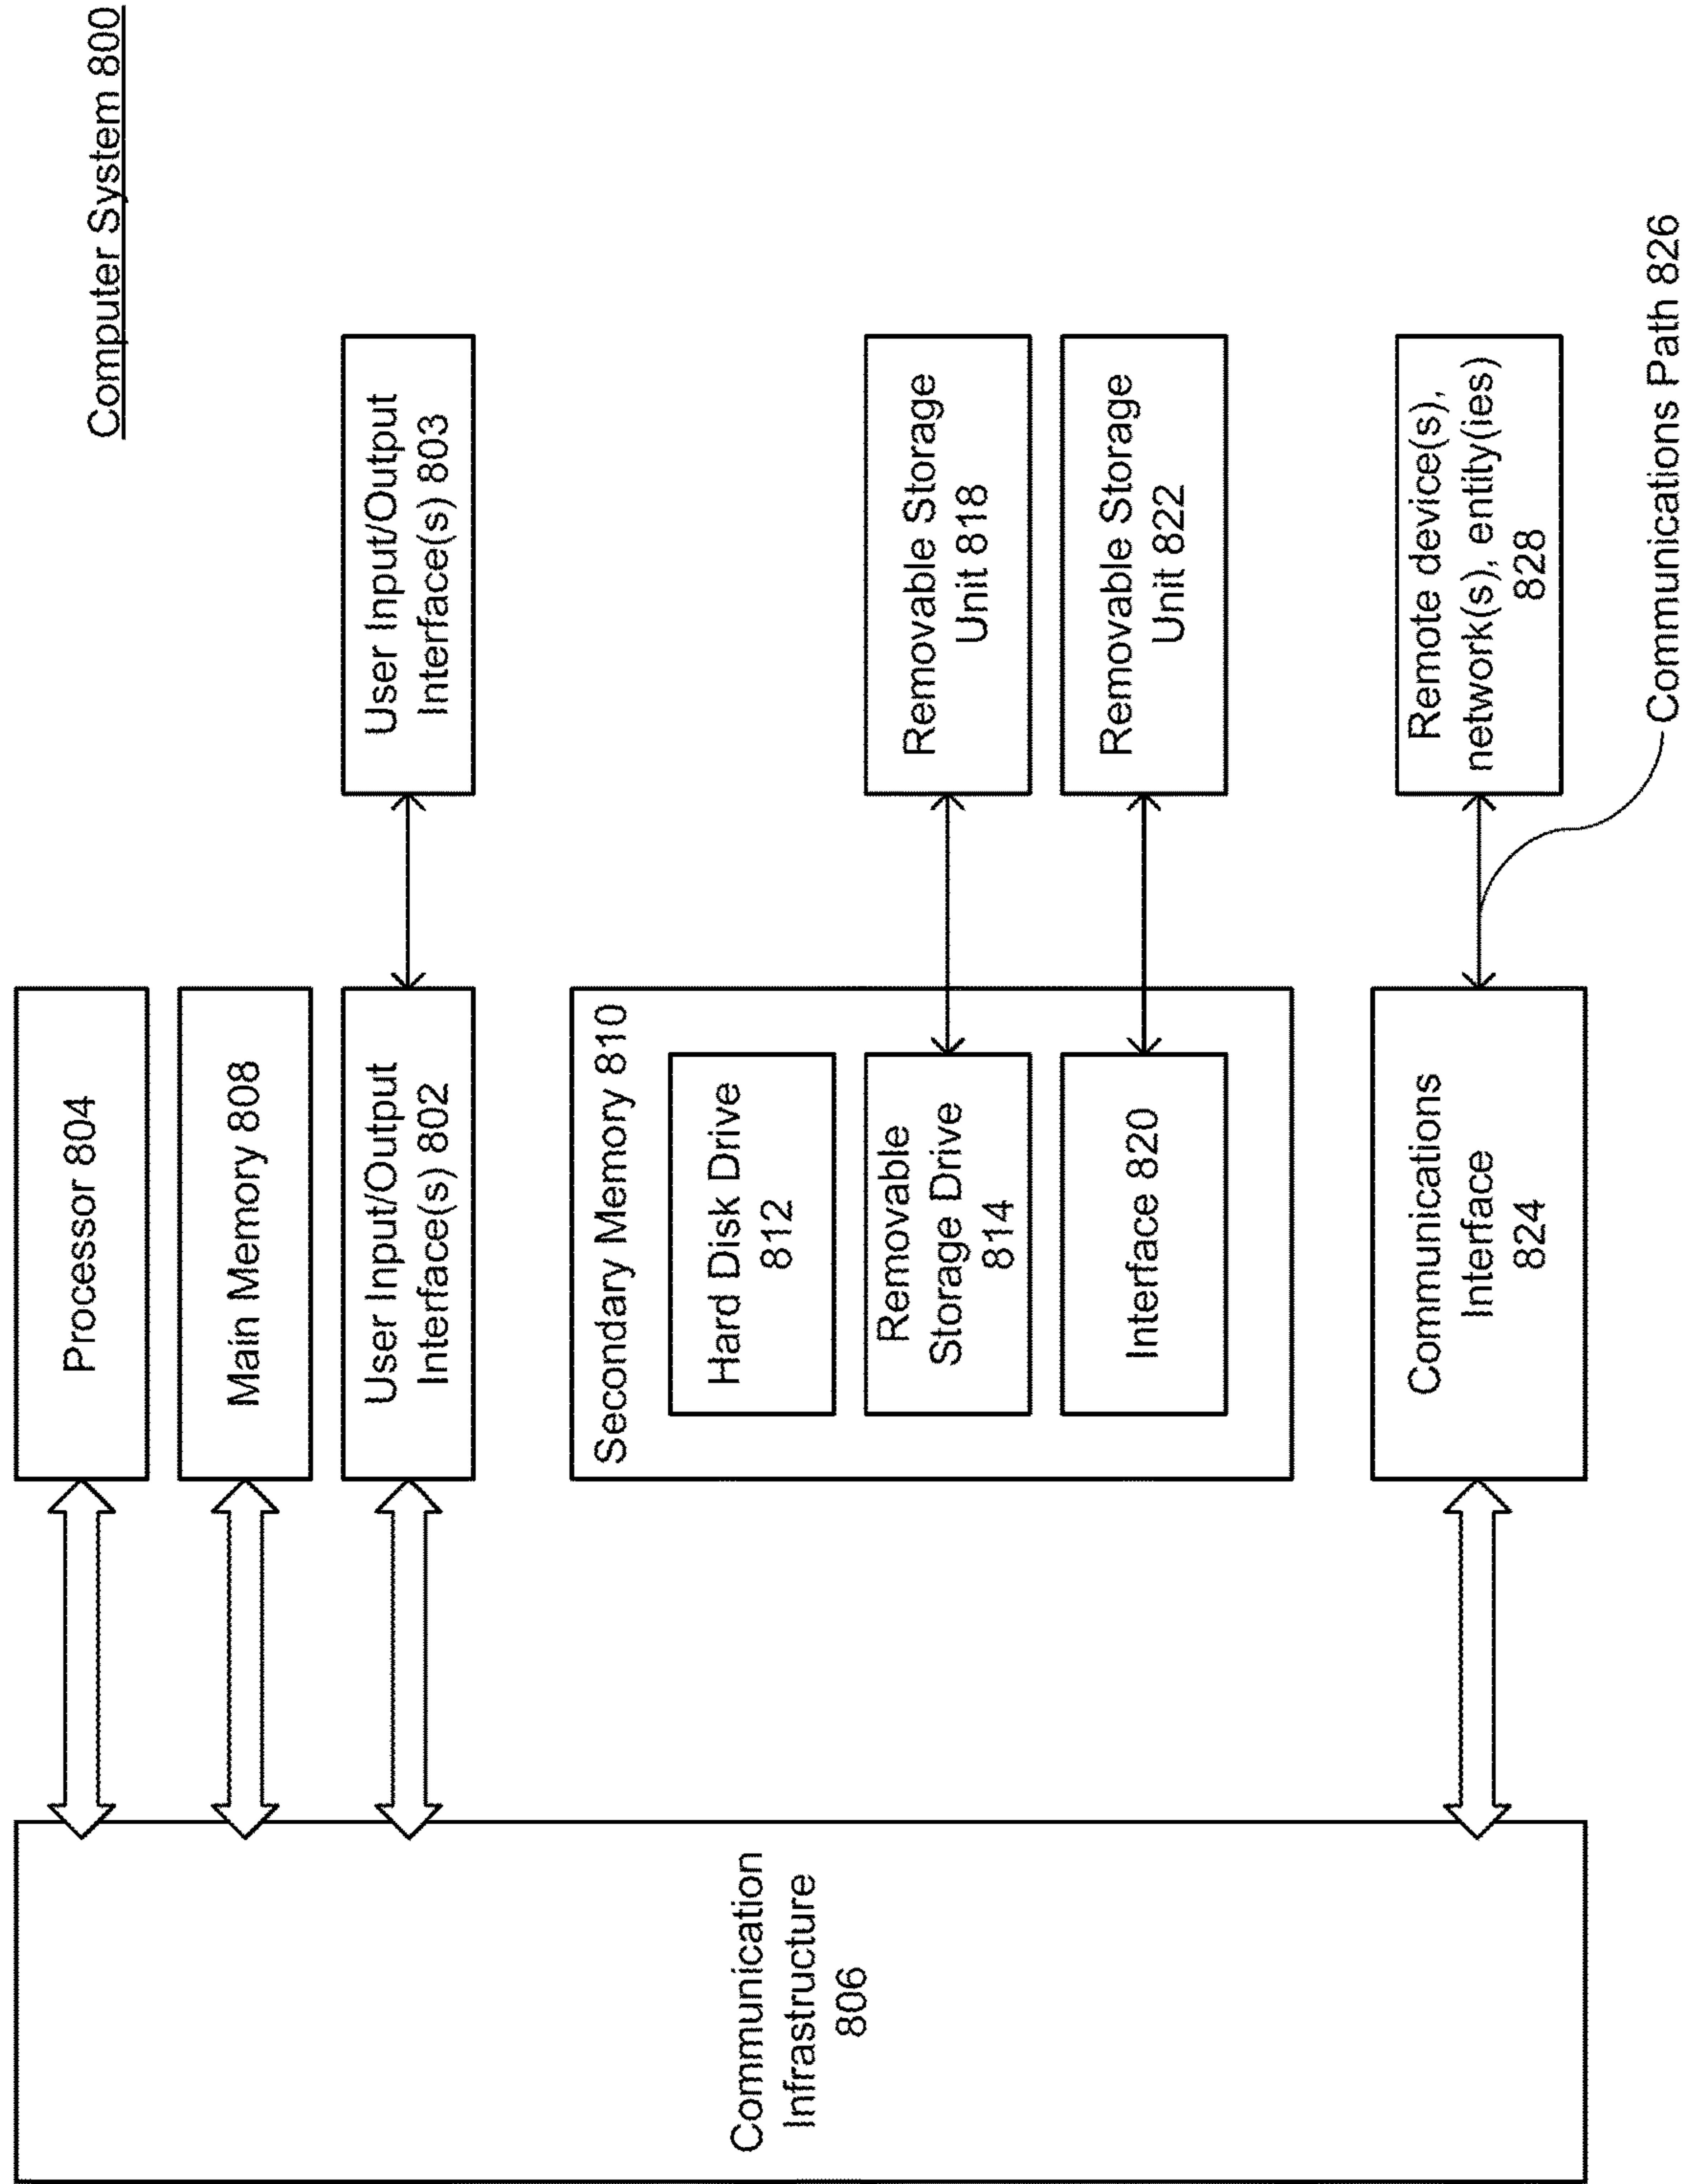 Computer System 800
Processor 804
Main Memory 808
User Input/Output
Interface(s) 802
User Input/Output
Interface(s) 803
Communication
Infrastructure
806
Secondary Memory 810
Hard Disk Drive
812
Removable
Storage Drive
814
Removable Storage
Unit 818
Interface 820
Removable Storage
Unit 822
Communications
Interface
824
Remote device(s),
network(s), entity(ies)
828
Communications Path 826